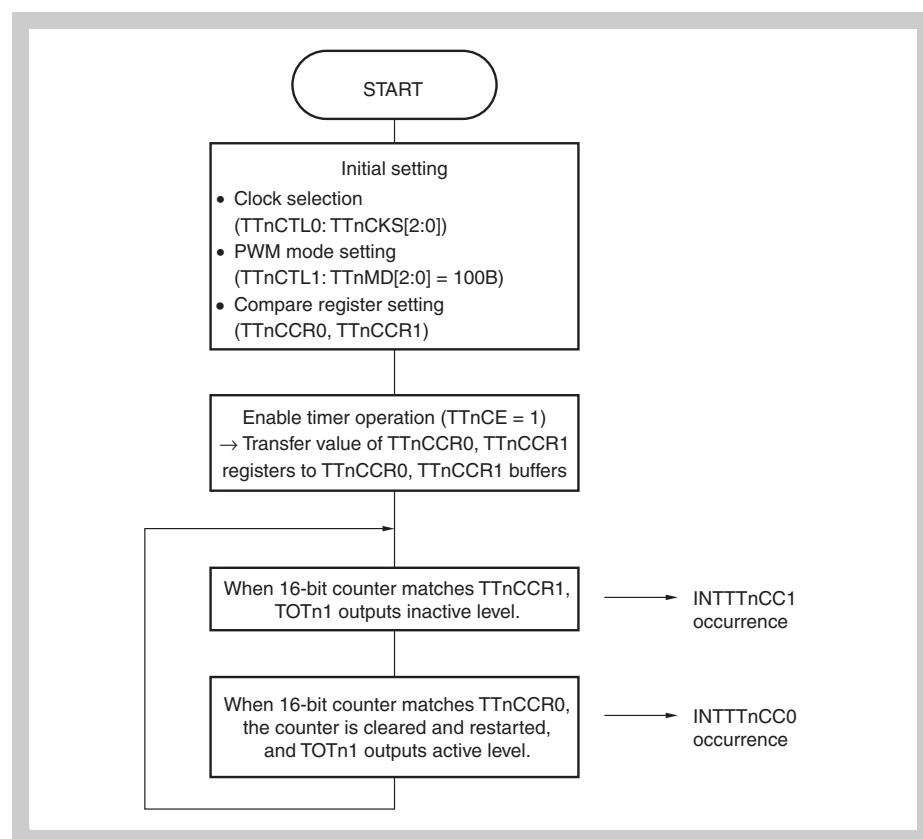 START
Initial setting
• Clock selection
(TTnCTL0: TTnCKS[2:0])
• PWM mode setting
(TTnCTL1: TTnMD[2:0] = 100B)
• Compare register setting
(TTnCCR0, TTnCCR1)
Enable timer operation (TTnCE = 1)
→ Transfer value of TTnCCR0, TTnCCR1
registers to TTnCCR0, TTnCCR1 buffers
When 16-bit counter matches TTnCCR1,
TOTn1 outputs inactive level.
INTTTnCC1
occurrence
When 16-bit counter matches TTnCCR0,
the counter is cleared and restarted,
and TOTn1 outputs active level.
INTTTnCC0
occurrence